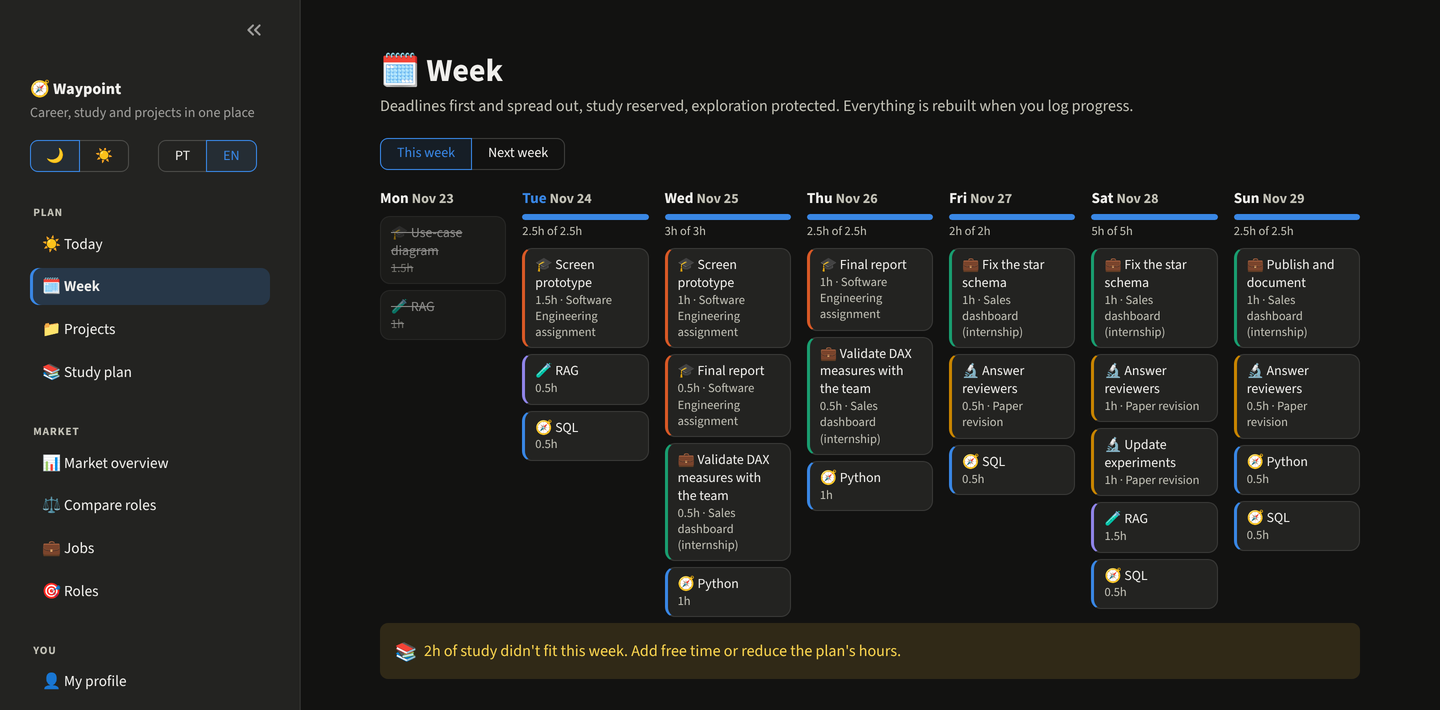 Waypoint
Career, study and projects in one place
PT
EN
PLAN
Today
Week
Projects
Study plan
MARKET
Market overview
Compare roles
Jobs
Roles
YOU
My profile
Week
Deadlines first and spread out, study reserved, exploration protected. Everything is rebuilt when you log progress.
This week
Next week
Mon Nov 23
Use-case
diagram
1.5h
RAG
1h
Tue Nov 24
2.5h of 2.5h
Screen
prototype
1.5h · Software
Engineering
assignment
RAG
0.5h
SQL
0.5h
Wed Nov 25
3h of 3h
Screen
prototype
1h · Software
Engineering
assignment
Final report
0.5h · Software
Engineering
assignment
Validate DAX
measures with
the team
0.5h · Sales
dashboard
(internship)
Python
1h
Thu Nov 26
2.5h of 2.5h
Final report
1h · Software
Engineering
assignment
Validate DAX
measures with
the team
0.5h · Sales
dashboard
(internship)
Python
1h
Fri Nov 27
2h of 2h
Fix the star
schema
1h · Sales
dashboard
(internship)
Answer
reviewers
0.5h · Paper
revision
SQL
0.5h
Sat Nov 28
5h of 5h
Fix the star
schema
1h · Sales
dashboard
(internship)
Answer
reviewers
1h · Paper revision
Update
experiments
1h · Paper revision
RAG
1.5h
SQL
0.5h
Sun Nov 29
2.5h of 2.5h
Publish and
document
1h · Sales
dashboard
(internship)
Answer
reviewers
0.5h · Paper
revision
Python
0.5h
SQL
0.5h
2h of study didn't fit this week. Add free time or reduce the plan's hours.